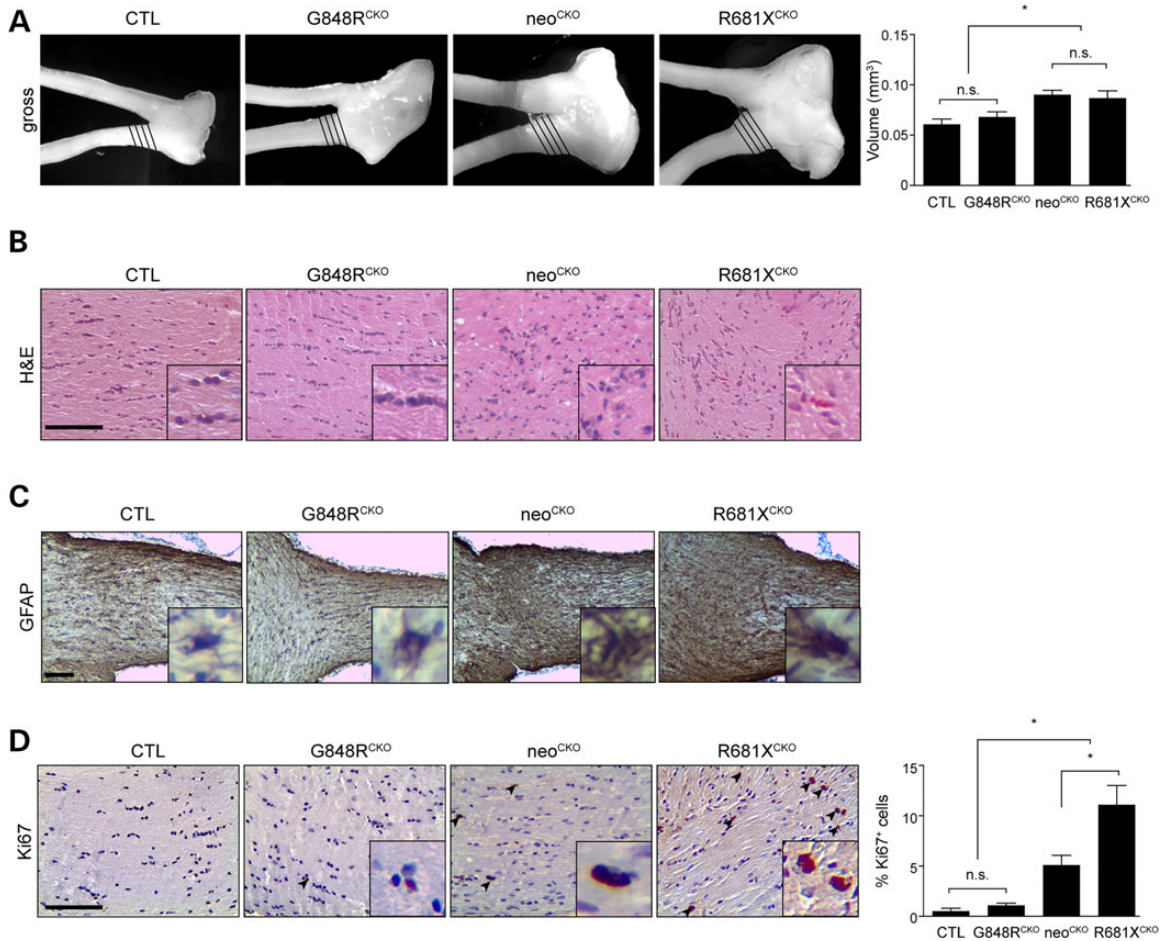 A
CTL G848R^CKO neo^CKO R681X^CKO
gross
*
n.s.
n.s.
Volume (mm³)
0.15
0.10
0.05
0
CTL G848R^CKO neo^CKO R681X^CKO
B
CTL G848R^CKO neo^CKO R681X^CKO
H&E
C
CTL G848R^CKO neo^CKO R681X^CKO
GFAP
D
CTL G848R^CKO neo^CKO R681X^CKO
Ki67
*
*
n.s.
% Ki67⁺ cells
15
10
5
0
CTL G848R^CKO neo^CKO R681X^CKO